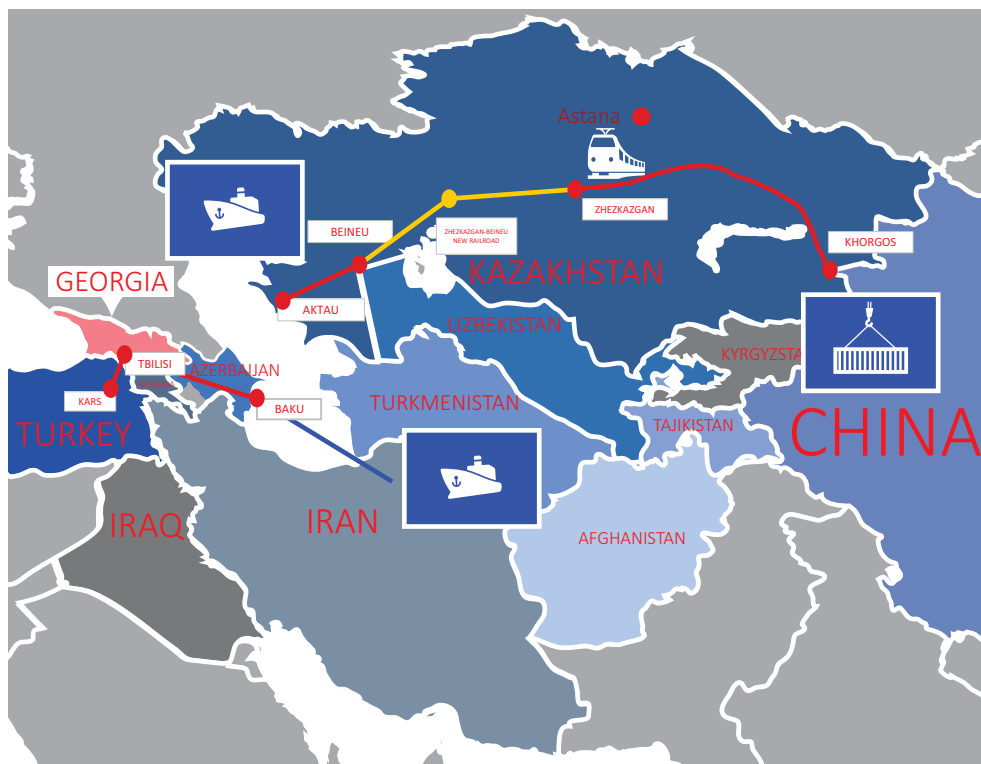 Astana
ZHEZKAZGAN
BEINEU
ZHEZKAZGAN-BEINEU
NEW RAILROAD
KHORGOS
KAZAKHSTAN
GEORGIA
AKTAU
UZBEKISTAN
KYRGYZSTA
TBILISI
AZERBAIJAN
KARS
BAKU
TURKMENISTAN
TAJIKISTAN
TURKEY
CHINA
IRAQ
IRAN
AFGHANISTAN